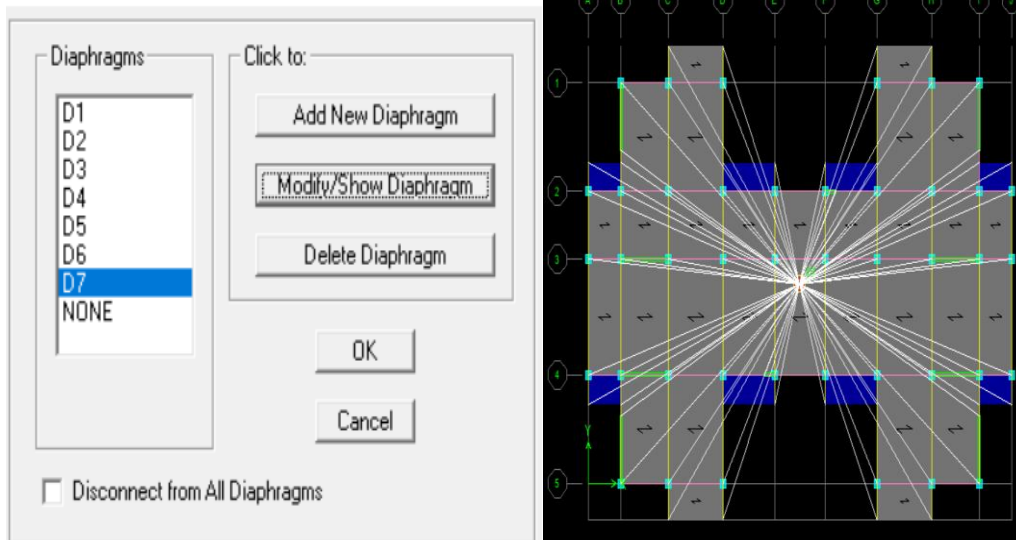 Diaphragms
D1
D2
D3
D4
D5
D6
D7
NONE
Click to:
Add New Diaphragm
Modify/Show Diaphragm
Delete Diaphragm
OK
Cancel
Disconnect from All Diaphragms
A B C D E F G H I J
1
2
3
4
Y
5